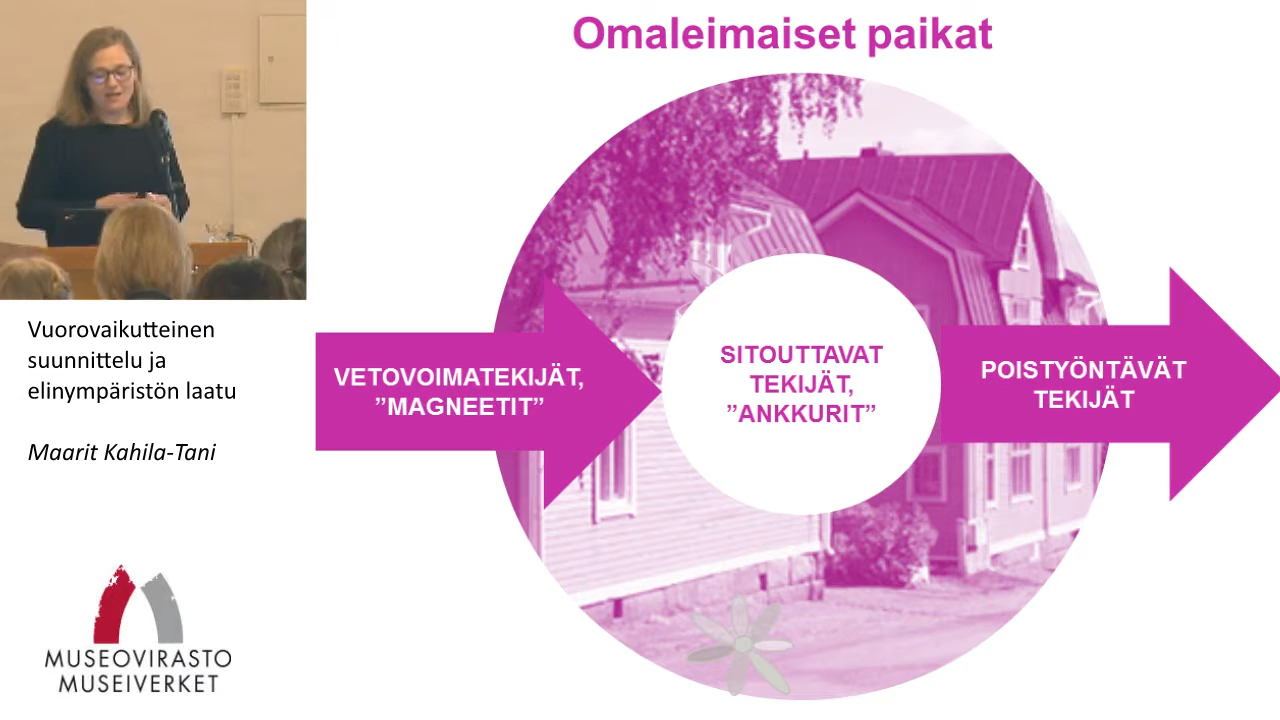 Omaleimaiset paikat
VETOVOIMATEKIJÄT,
”MAGNEETIT”
SITOUTTAVAT
TEKIJÄT,
”ANKKURIT”
POISTYÖNTÄVÄT
TEKIJÄT
Vuorovaikutteinen
suunnittelu ja
elinympäristön laatu
Maarit Kahila-Tani
MUSEOVIRASTO
MUSEIVERKET